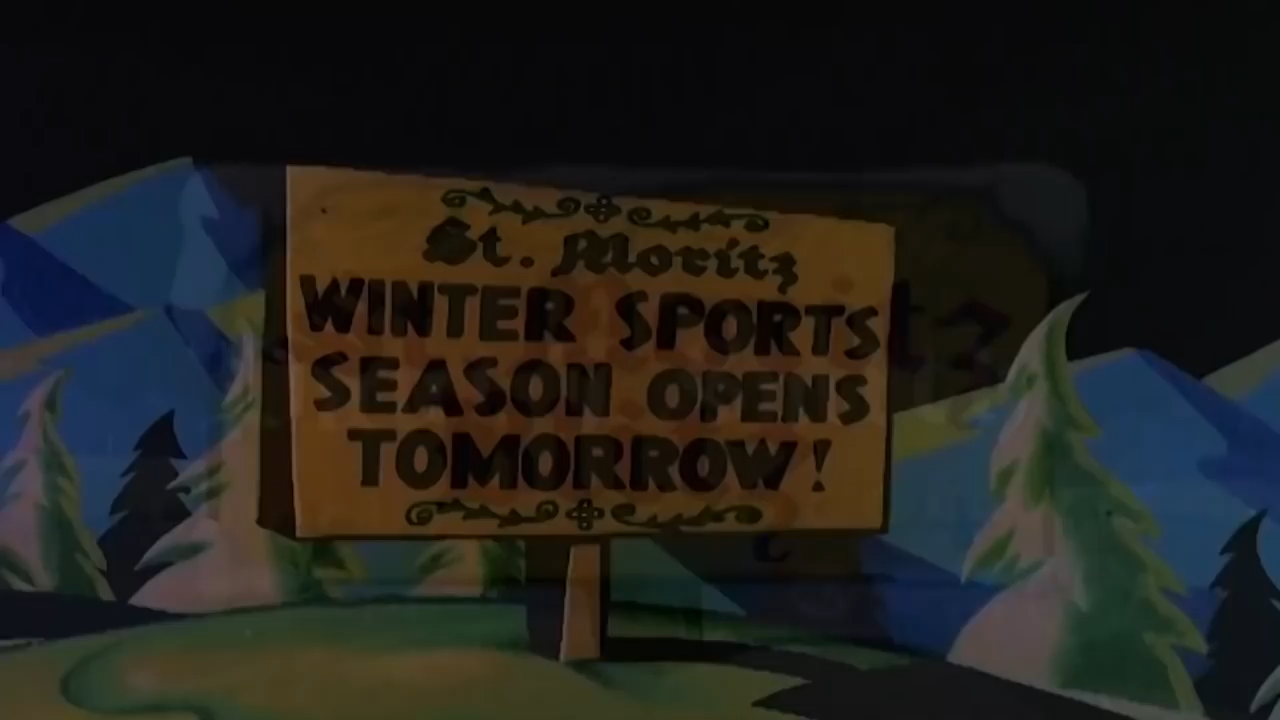 St. Moritz
WINTER SPORTS
SEASON OPENS
TOMORROW!